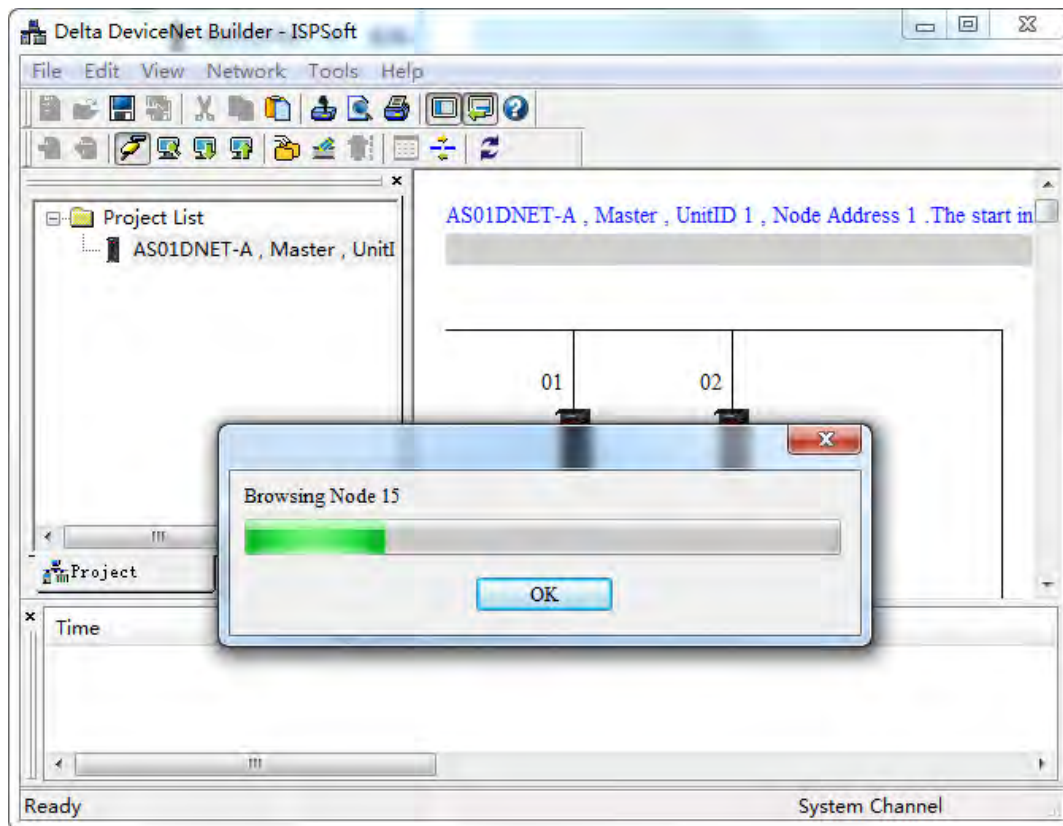 Delta DeviceNet Builder - ISPSoft
File Edit View Network Tools Help
Project List
AS01DNET-A , Master , UnitI
AS01DNET-A , Master , UnitID 1 , Node Address 1 .The start in
01
02
Browsing Node 15
OK
Project
Time
Ready
System Channel